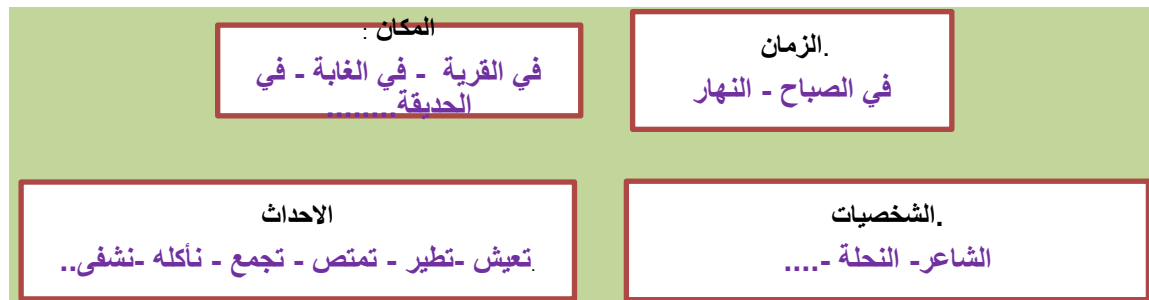 .الزمان
في الصباح - النهار
المكان :
في القرية - في الغابة - في
الحديقة........
.الشخصيات
الشاعر- النحلة -....
الاحداث
.تعيش -تطير - تمتص - تجمع - نأكله -نشفى..